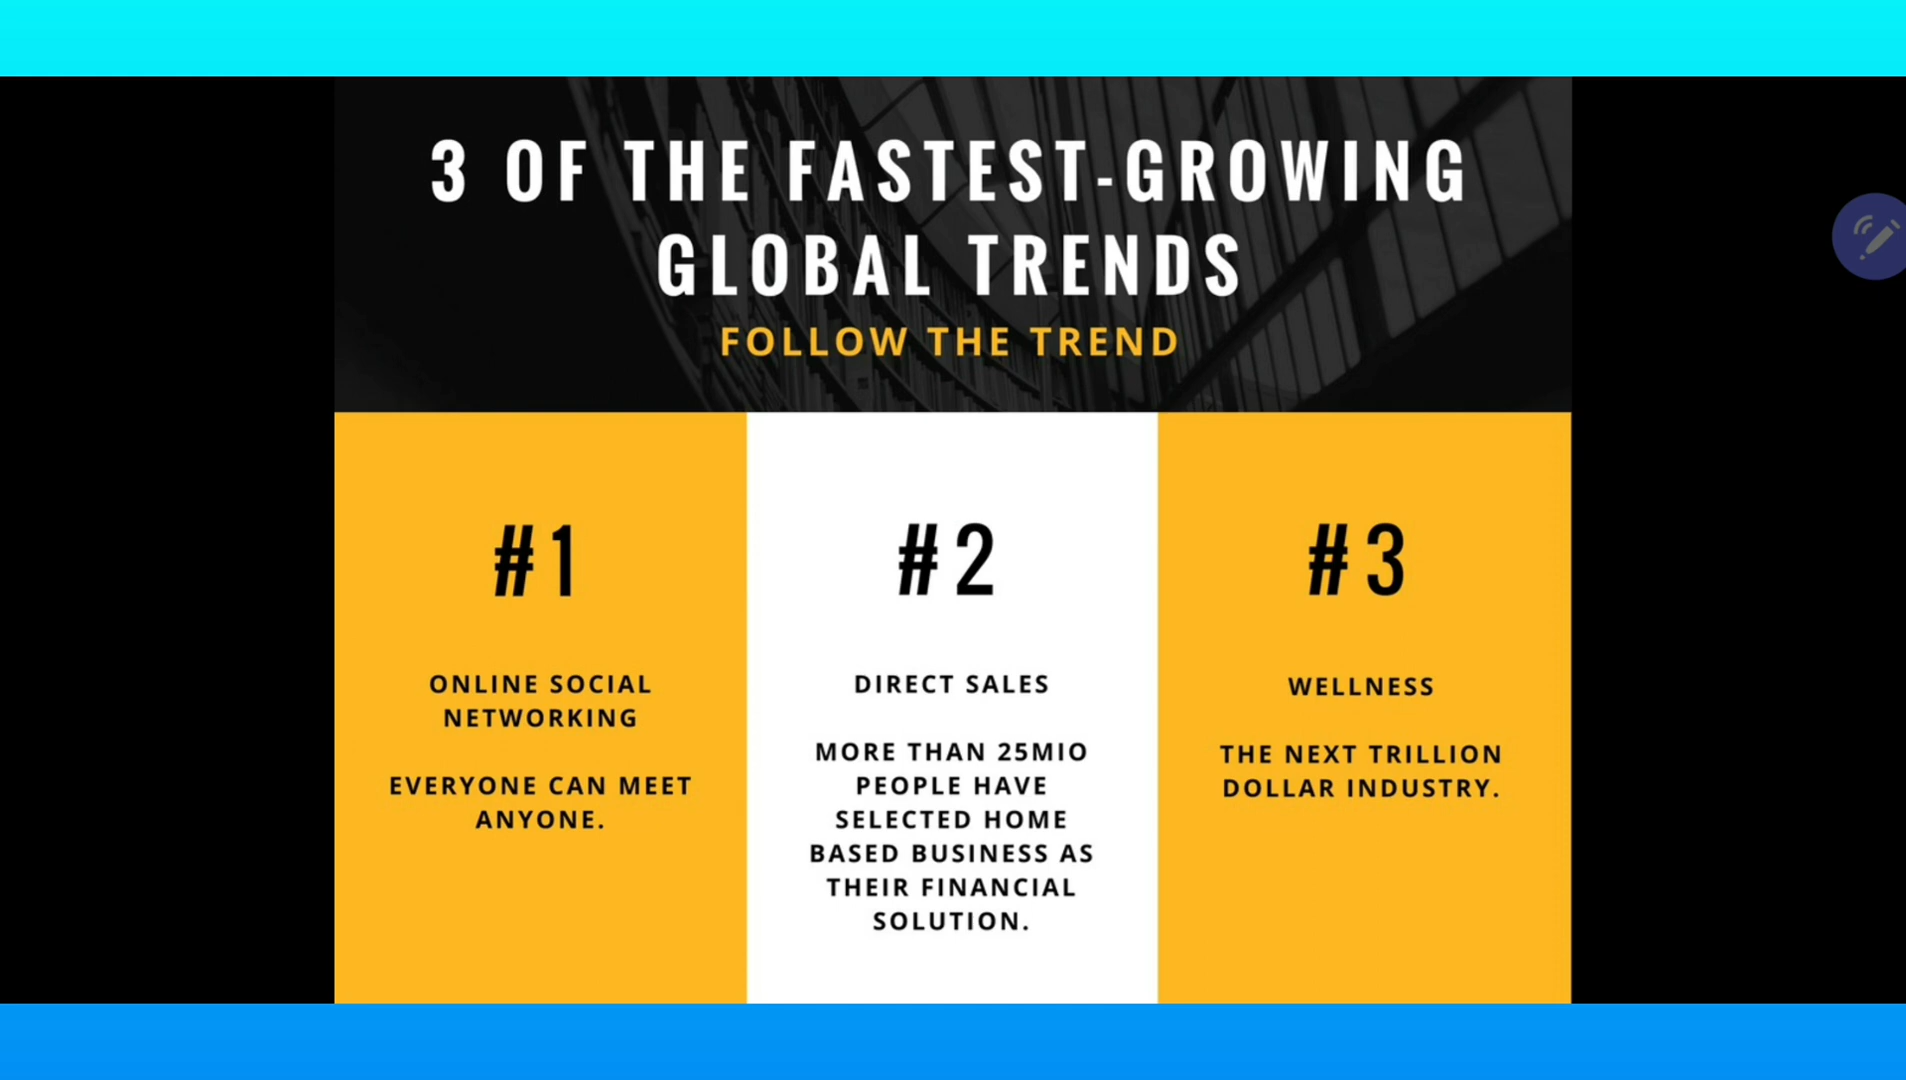 3 OF THE FASTEST-GROWING
GLOBAL TRENDS
FOLLOW THE TREND
#1
ONLINE SOCIAL
NETWORKING
EVERYONE CAN MEET
ANYONE.
#2
DIRECT SALES
MORE THAN 25MIO
PEOPLE HAVE
SELECTED HOME
BASED BUSINESS AS
THEIR FINANCIAL
SOLUTION.
#3
WELLNESS
THE NEXT TRILLION
DOLLAR INDUSTRY.